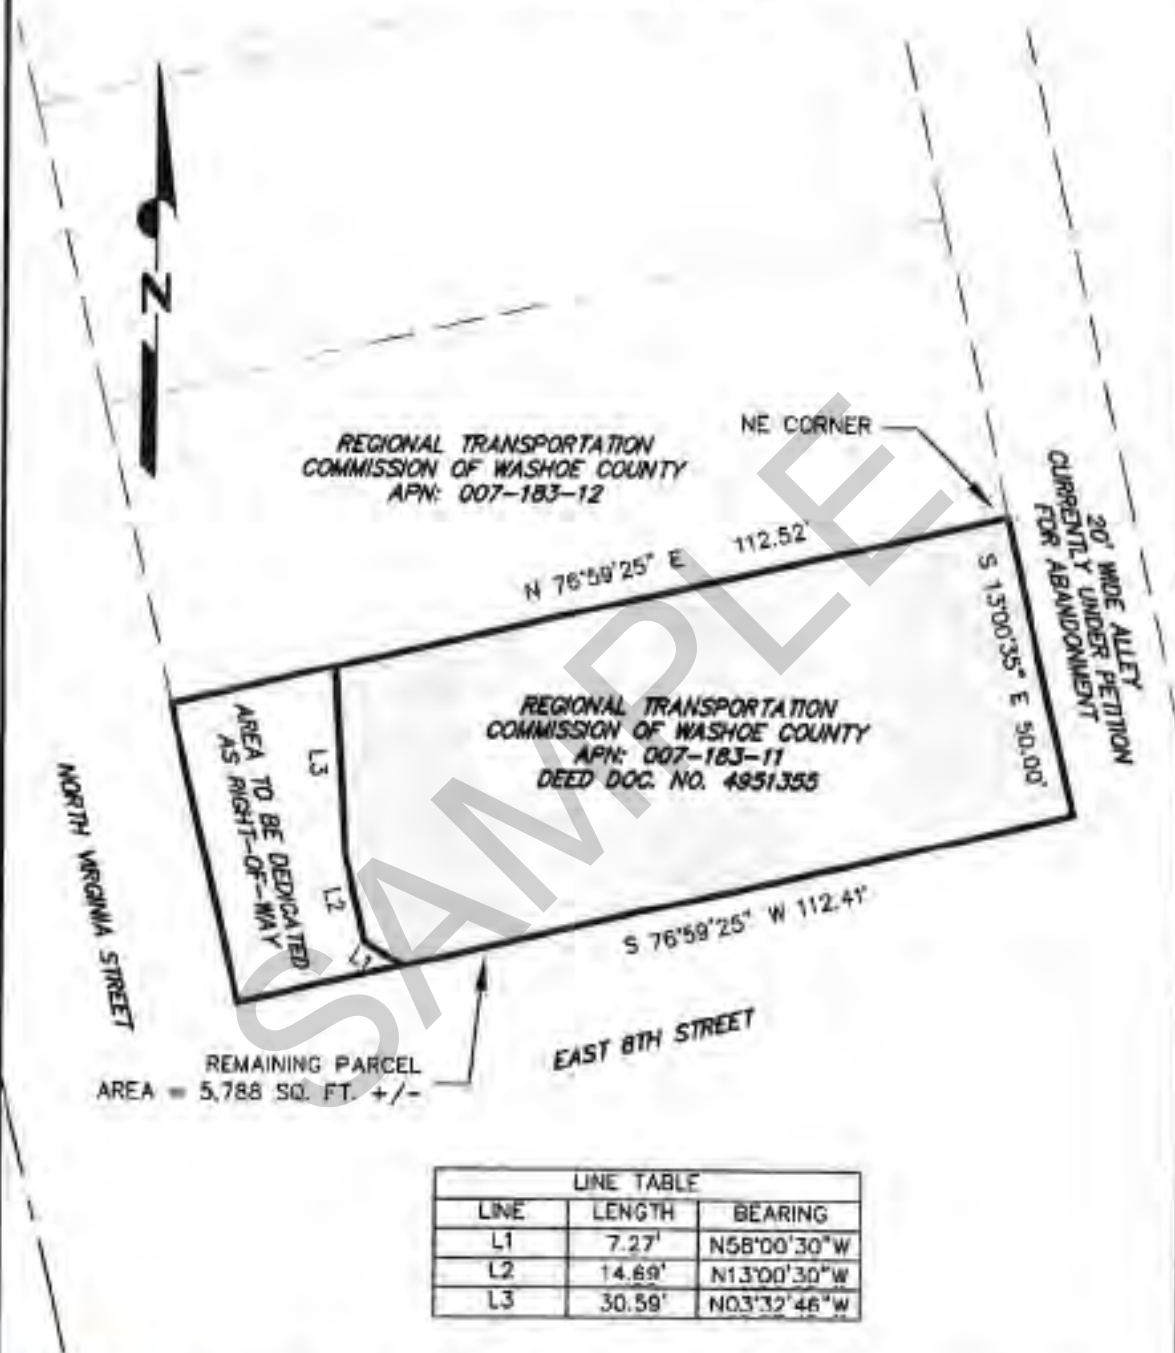 N
REGIONAL TRANSPORTATION
COMMISSION OF WASHOE COUNTY
APN: 007-183-12
NE CORNER
N 76°59'25" E 112.52'
20' WIDE ALLEY
CURRENTLY UNDER PETITION
FOR ABANDONMENT
S 13°00'35" E 50.00'
REGIONAL TRANSPORTATION
COMMISSION OF WASHOE COUNTY
APN: 007-183-11
DEED DOC. NO. 4951355
L3
AREA TO BE DEDICATED
AS RIGHT-OF-WAY
L2
L1
NORTH VIRGINIA STREET
S 76°59'25" W 112.41'
EAST 8TH STREET
REMAINING PARCEL
AREA = 5,788 SQ. FT. +/-
SAMPLE
LINE TABLE
LINE LENGTH BEARING
L1 7.27' N58°00'30"W
L2 14.69' N13°00'30"W
L3 30.59' N03°32'46"W